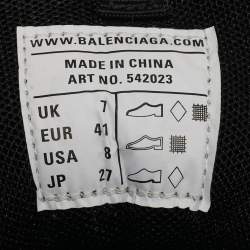 WWW.BALENCIAGA.COM
MADE IN CHINA
ART NO. 542023
UK 7
EUR 41
USA 8
JP 27